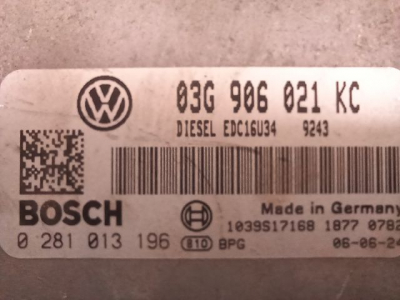 03G 906 021 KC
DIESEL EDC16U34 9243
BOSCH
Made in Germany
1039S17168 1877 0782
0 281 013 196 810 BPG 06-06-24